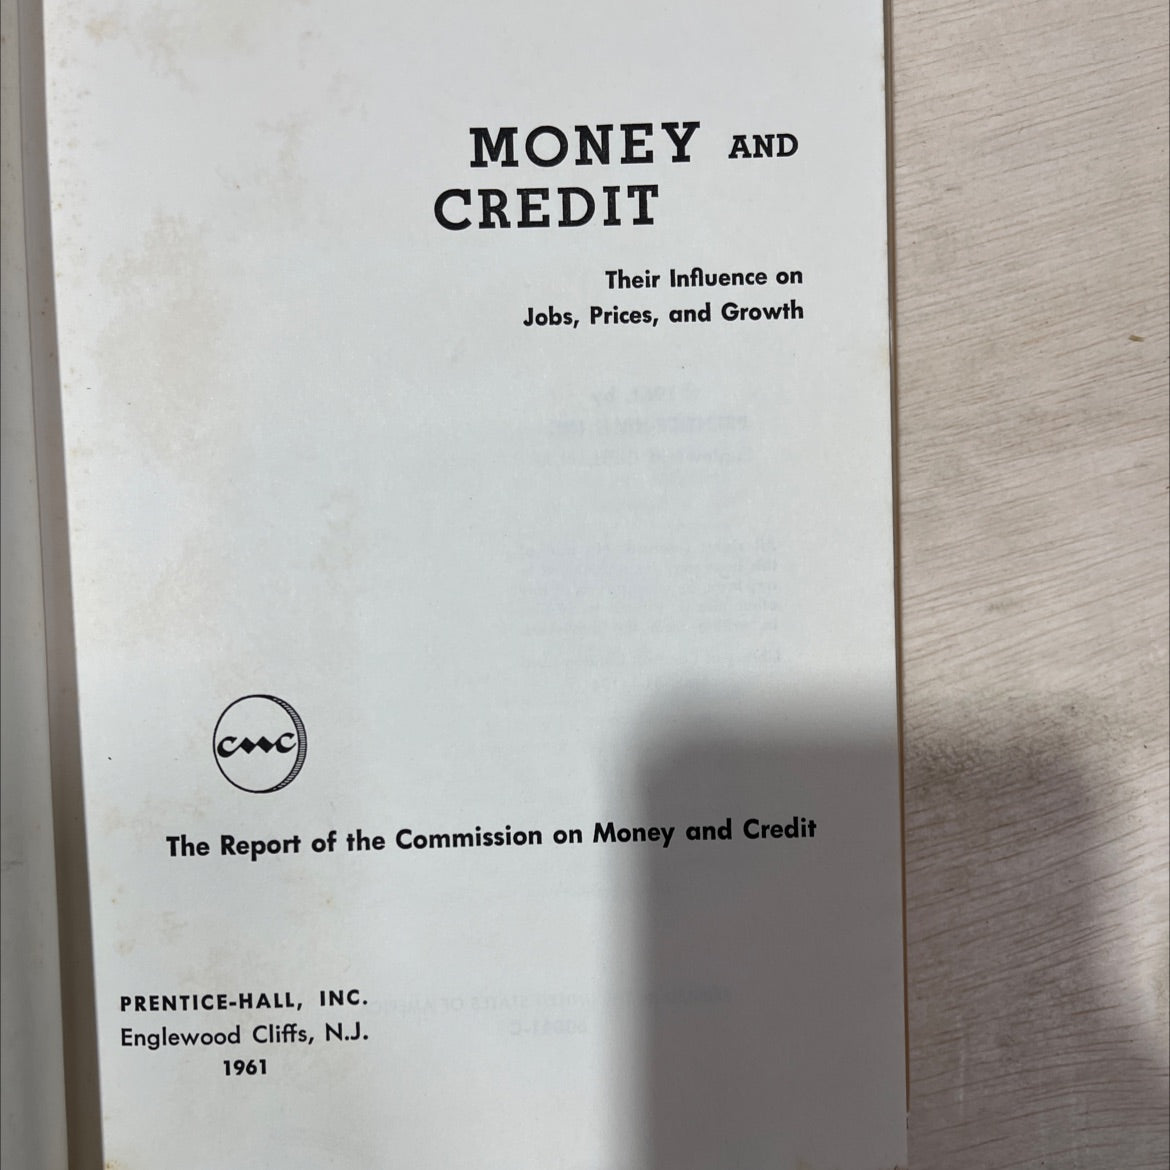 MONEY AND
CREDIT
Their Influence on
Jobs, Prices, and Growth
cmc
The Report of the Commission on Money and Credit
PRENTICE-HALL, INC.
Englewood Cliffs, N.J.
1961